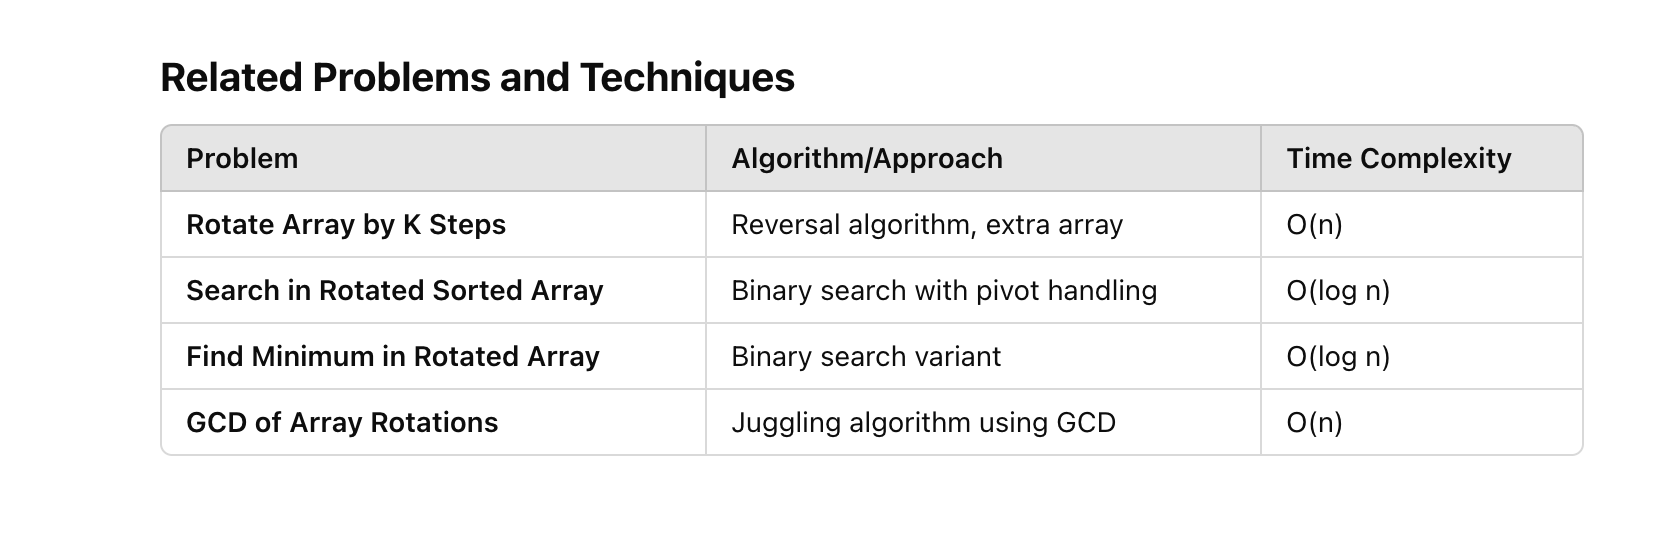 Related Problems and Techniques
Problem Algorithm/Approach Time Complexity
Rotate Array by K Steps Reversal algorithm, extra array O(n)
Search in Rotated Sorted Array Binary search with pivot handling O(log n)
Find Minimum in Rotated Array Binary search variant O(log n)
GCD of Array Rotations Juggling algorithm using GCD O(n)